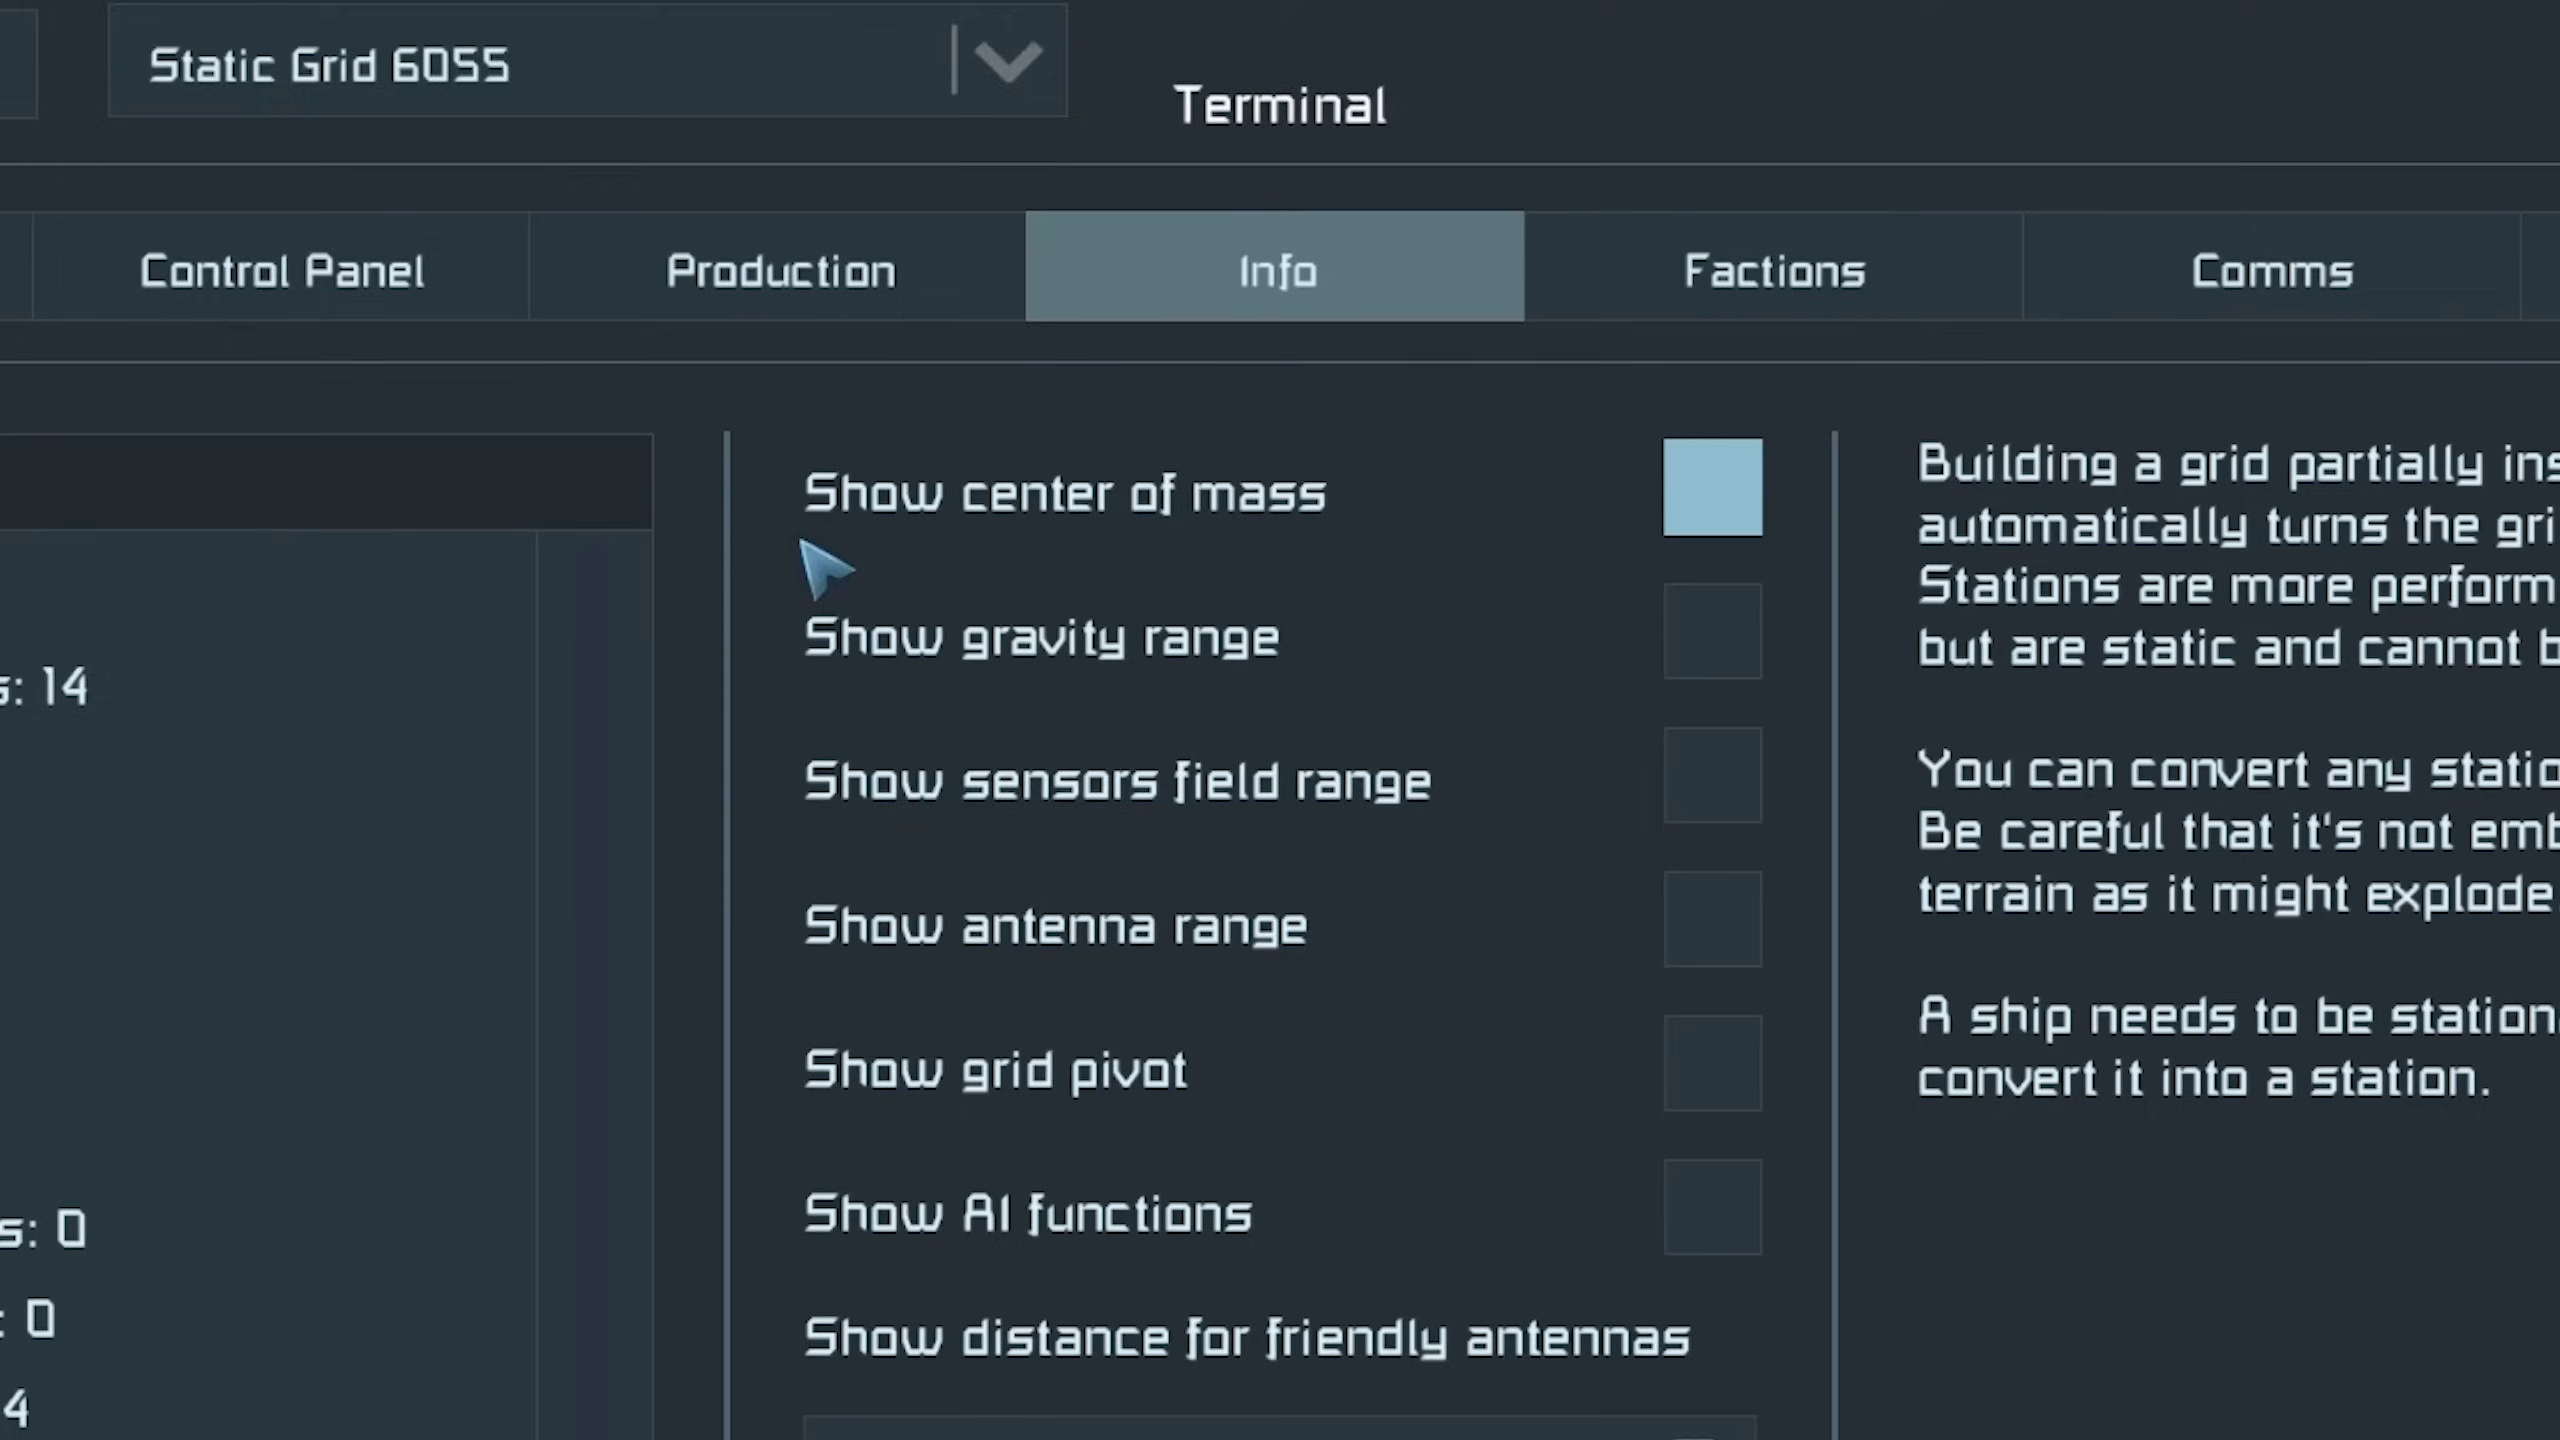 Static Grid 6055
Terminal
Control Panel
Production
Info
Factions
Comms
s: 14
s: 0
: 0
4
Show center of mass
Show gravity range
Show sensors field range
Show antenna range
Show grid pivot
Show AI functions
Show distance for friendly antennas
Building a grid partially ins
automatically turns the gri
Stations are more perform
but are static and cannot b
You can convert any static
Be careful that it's not emb
terrain as it might explode
A ship needs to be station
convert it into a station.